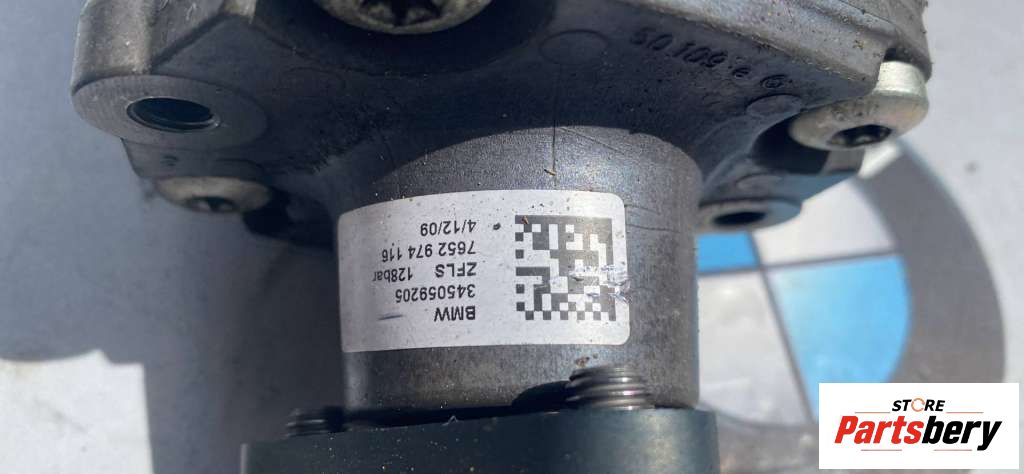 BMW
345059205
ZFLS 128bar
7652 974 116
4/12/09
STORE
Partsbery